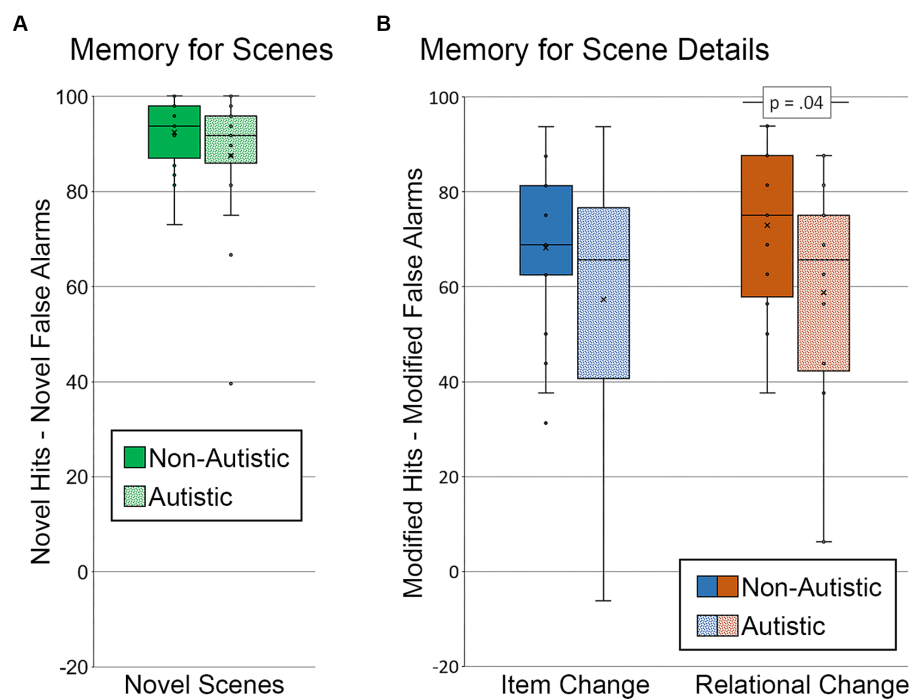 A
Memory for Scenes
Novel Hits - Novel False Alarms
100
80
60
40
20
0
-20
Non-Autistic
Autistic
Novel Scenes
B
Memory for Scene Details
Modified Hits - Modified False Alarms
100
80
60
40
20
0
-20
p = .04
Non-Autistic
Autistic
Item Change
Relational Change